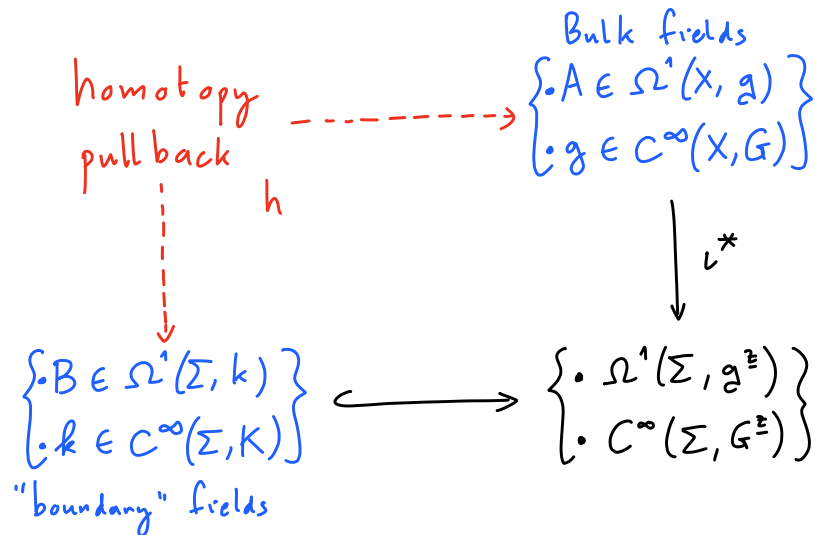 Bulk fields
homotopy
pullback
h
{·A ∈ Ω¹(X, g)
·g ∈ C^∞(X, G)}
ι*
{·B ∈ Ω¹(Σ, k)
·k ∈ C^∞(Σ, K)}
{· Ω¹(Σ, g^z)
· C^∞(Σ, G^z)}
"boundary" fields